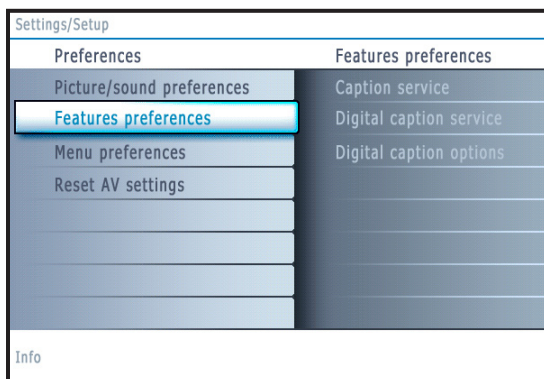 Settings/Setup
Preferences
Features preferences
Picture/sound preferences
Caption service
Features preferences
Digital caption service
Menu preferences
Digital caption options
Reset AV settings
Info